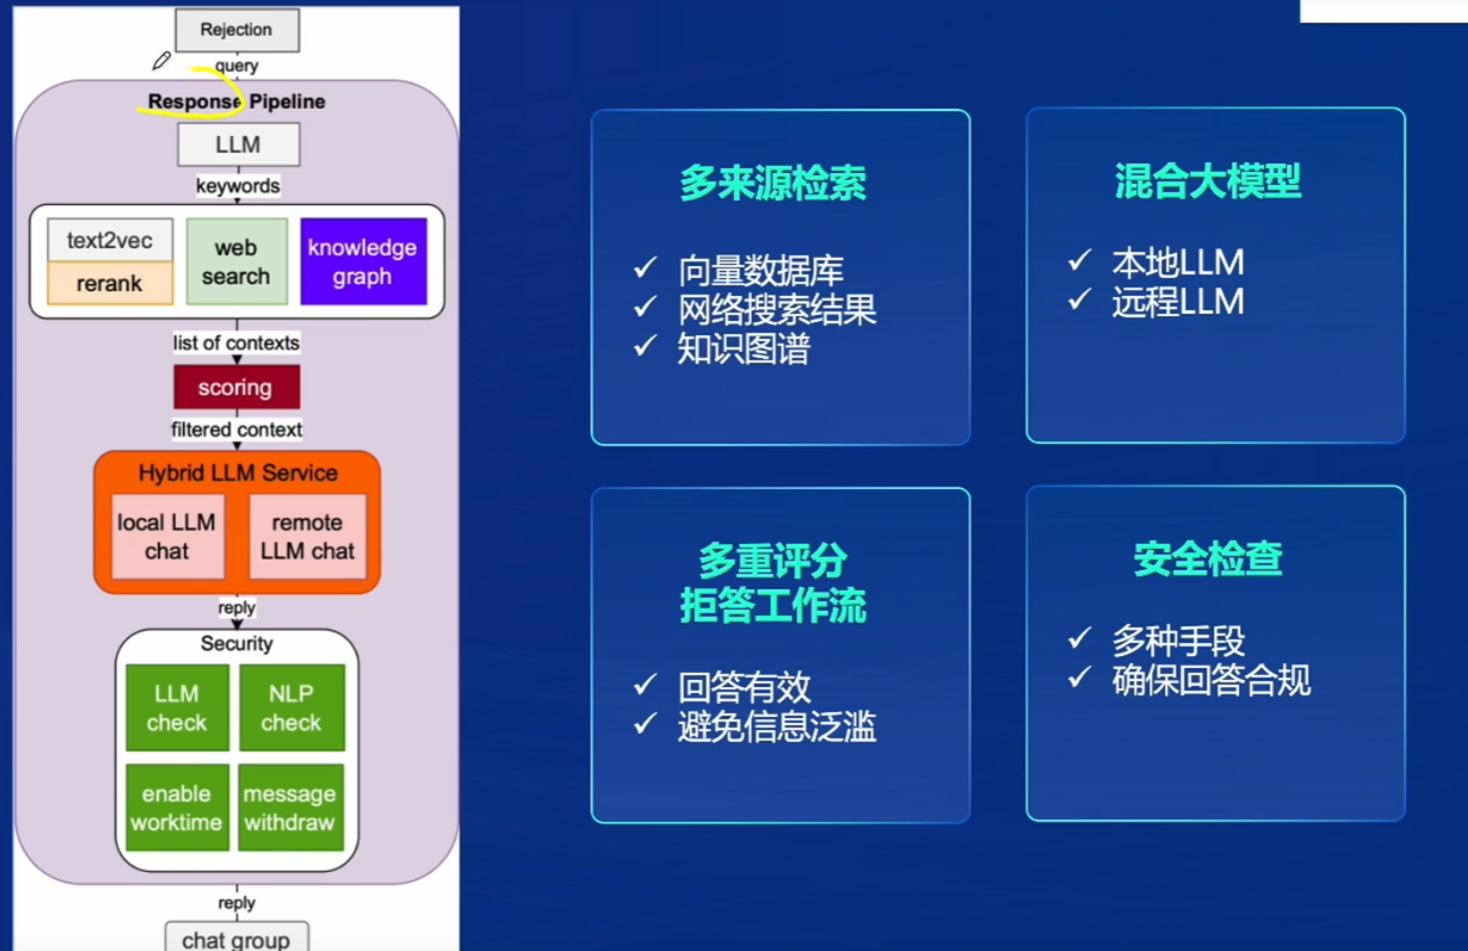 Rejection
query
Response Pipeline
LLM
keywords
text2vec
rerank
web
search
knowledge
graph
list of contexts
scoring
filtered context
Hybrid LLM Service
local LLM
chat
remote
LLM chat
reply
Security
LLM
check
NLP
check
enable
worktime
message
withdraw
reply
chat group
多来源检索
✓ 向量数据库
✓ 网络搜索结果
✓ 知识图谱
混合大模型
✓ 本地LLM
✓ 远程LLM
多重评分
拒答工作流
✓ 回答有效
✓ 避免信息泛滥
安全检查
✓ 多种手段
✓ 确保回答合规